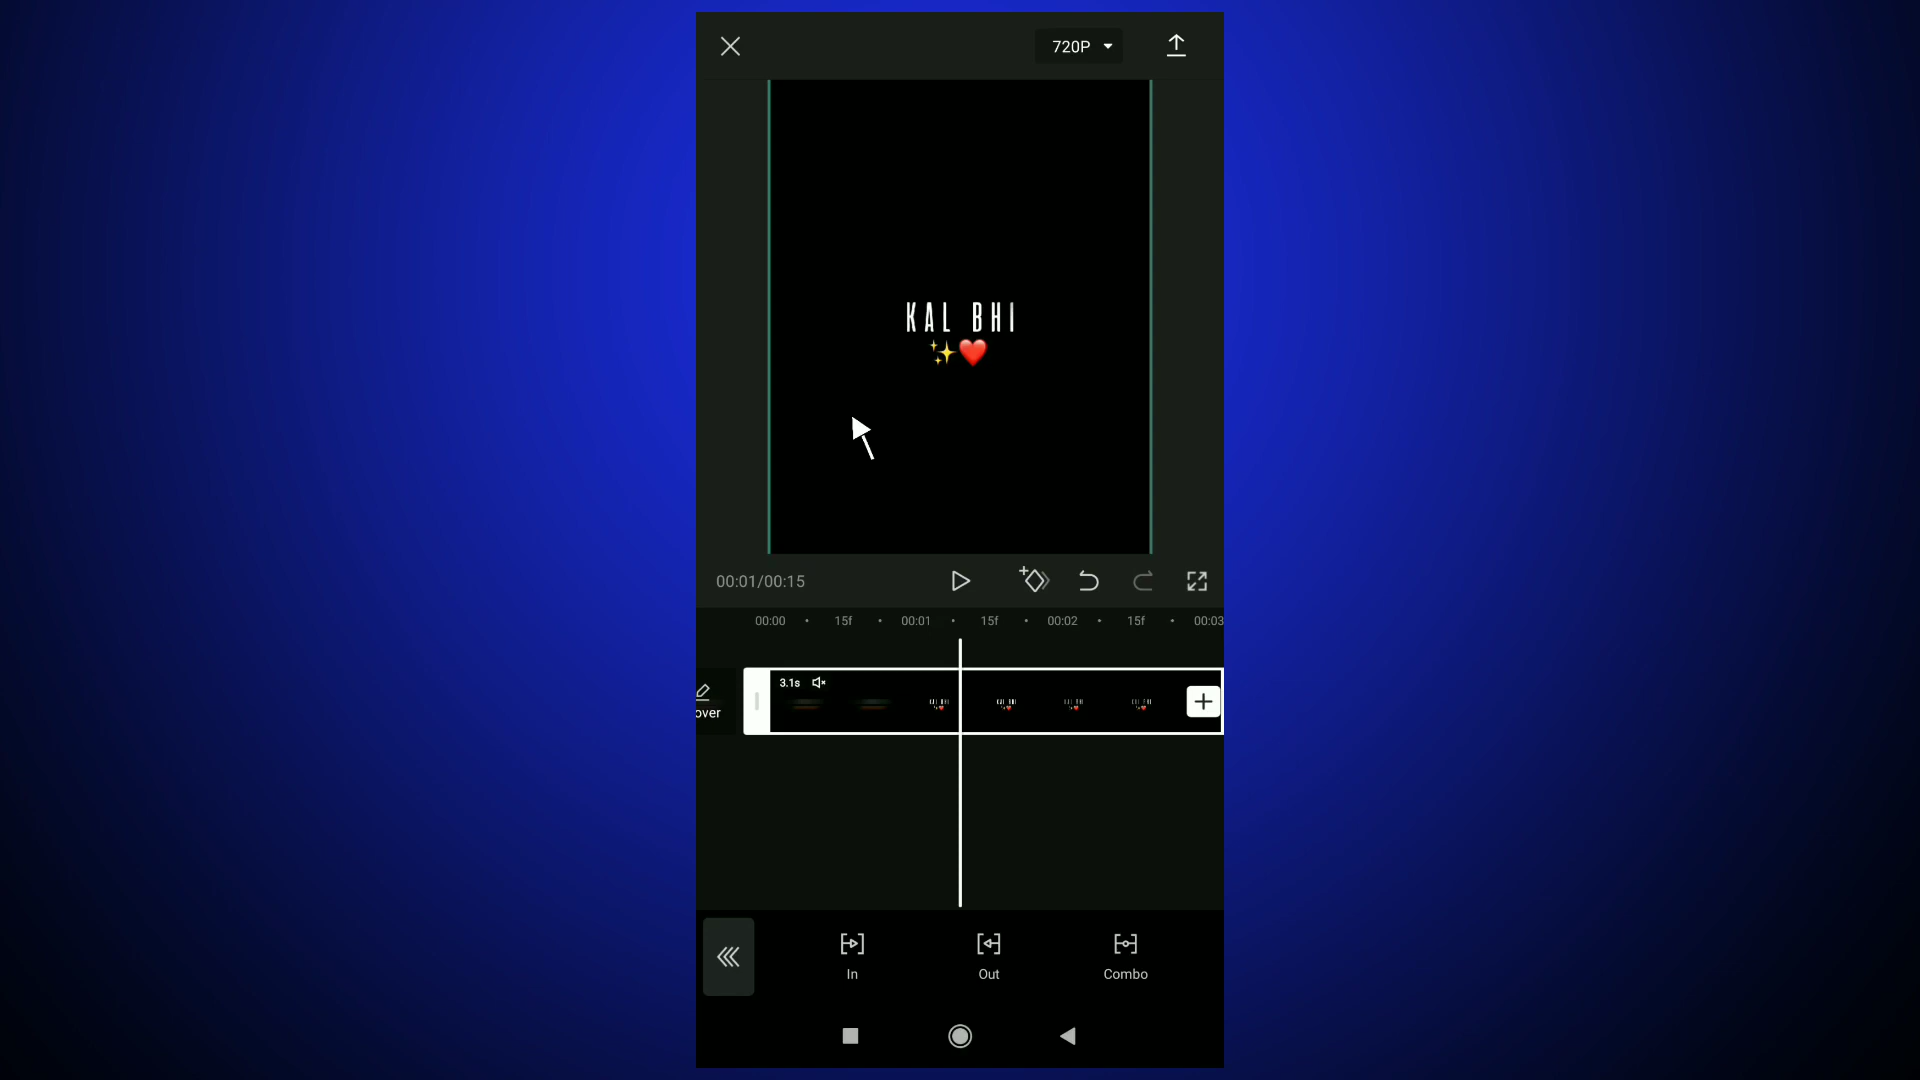 720P
KAL BHI
✨❤️
00:01/00:15
00:00 15f 00:01 15f 00:02 15f 00:03
3.1s
over
In Out Combo